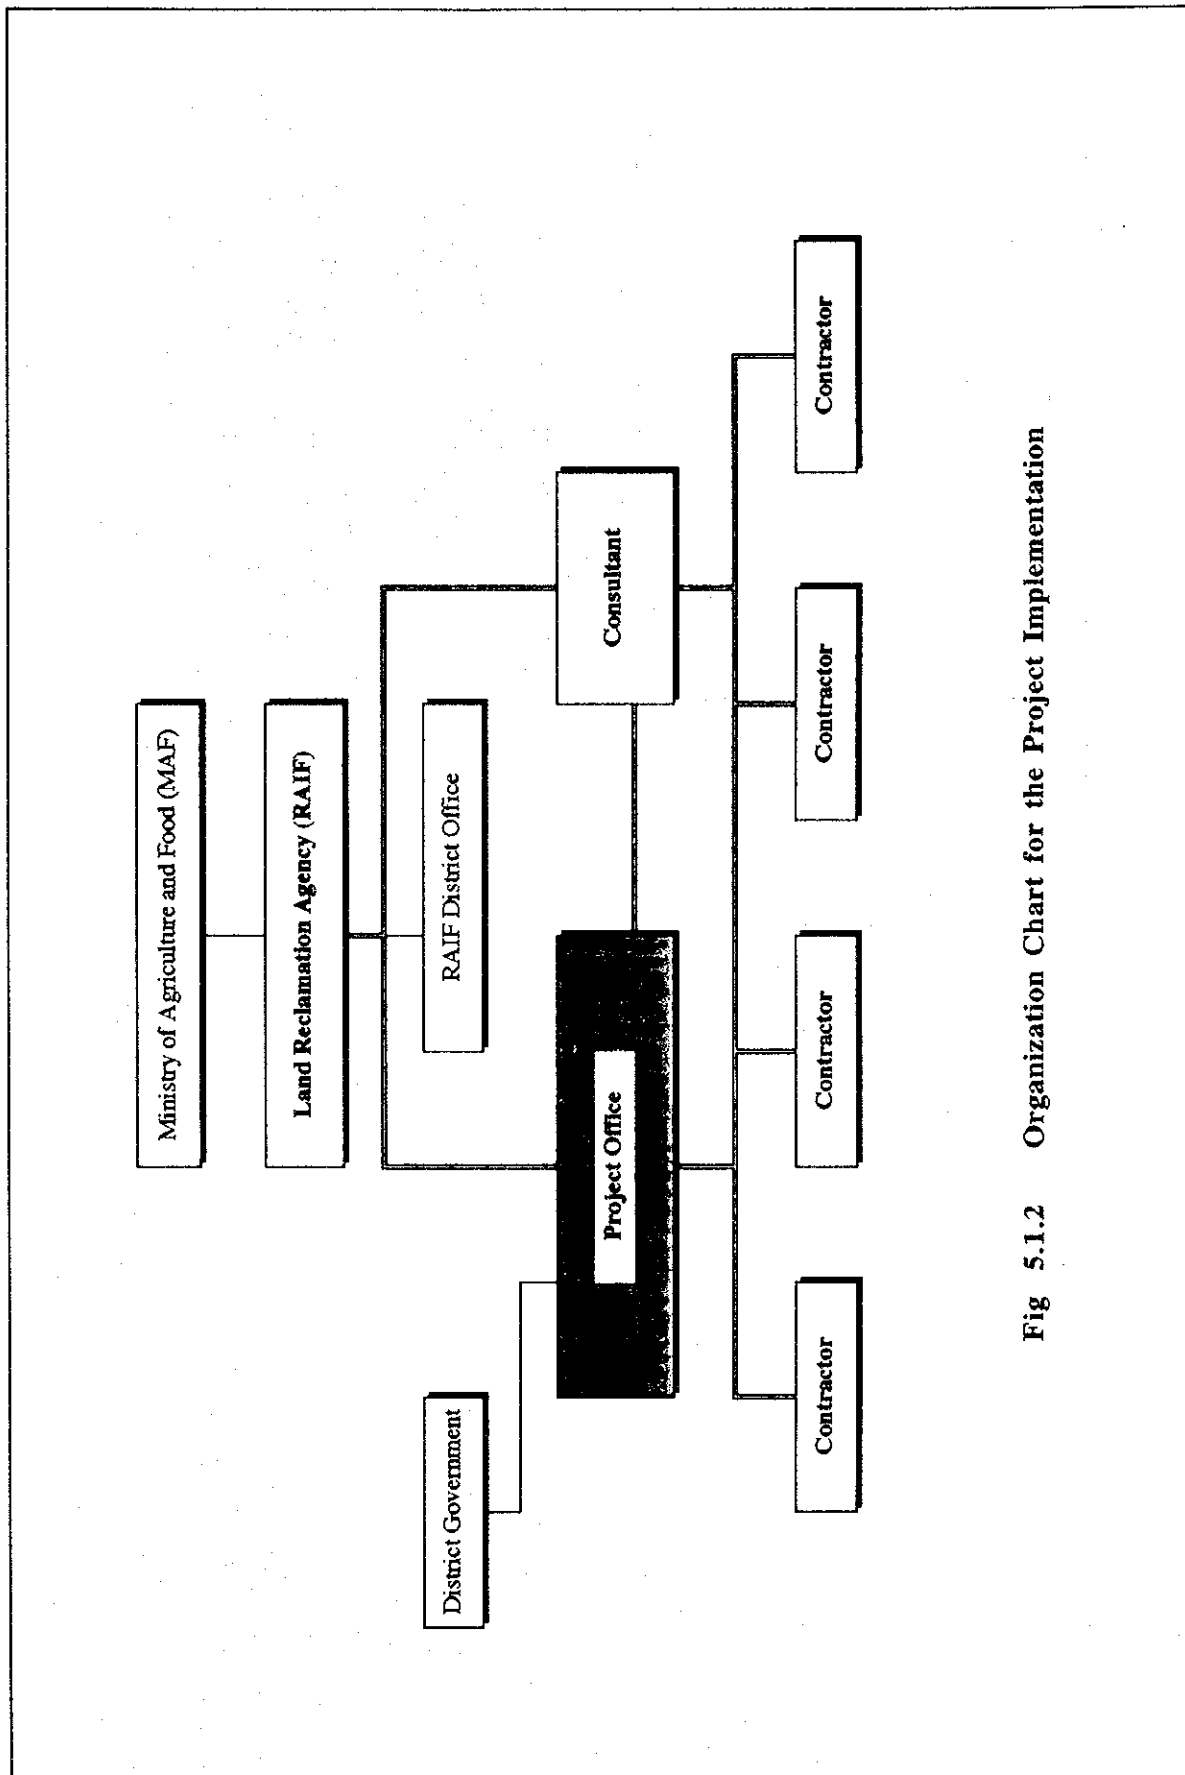 Ministry of Agriculture and Food (MAF)
Land Reclamation Agency (RAIF)
District Government
RAIF District Office
Project Office
Consultant
Contractor
Contractor
Contractor
Contractor
Fig 5.1.2 Organization Chart for the Project Implementation